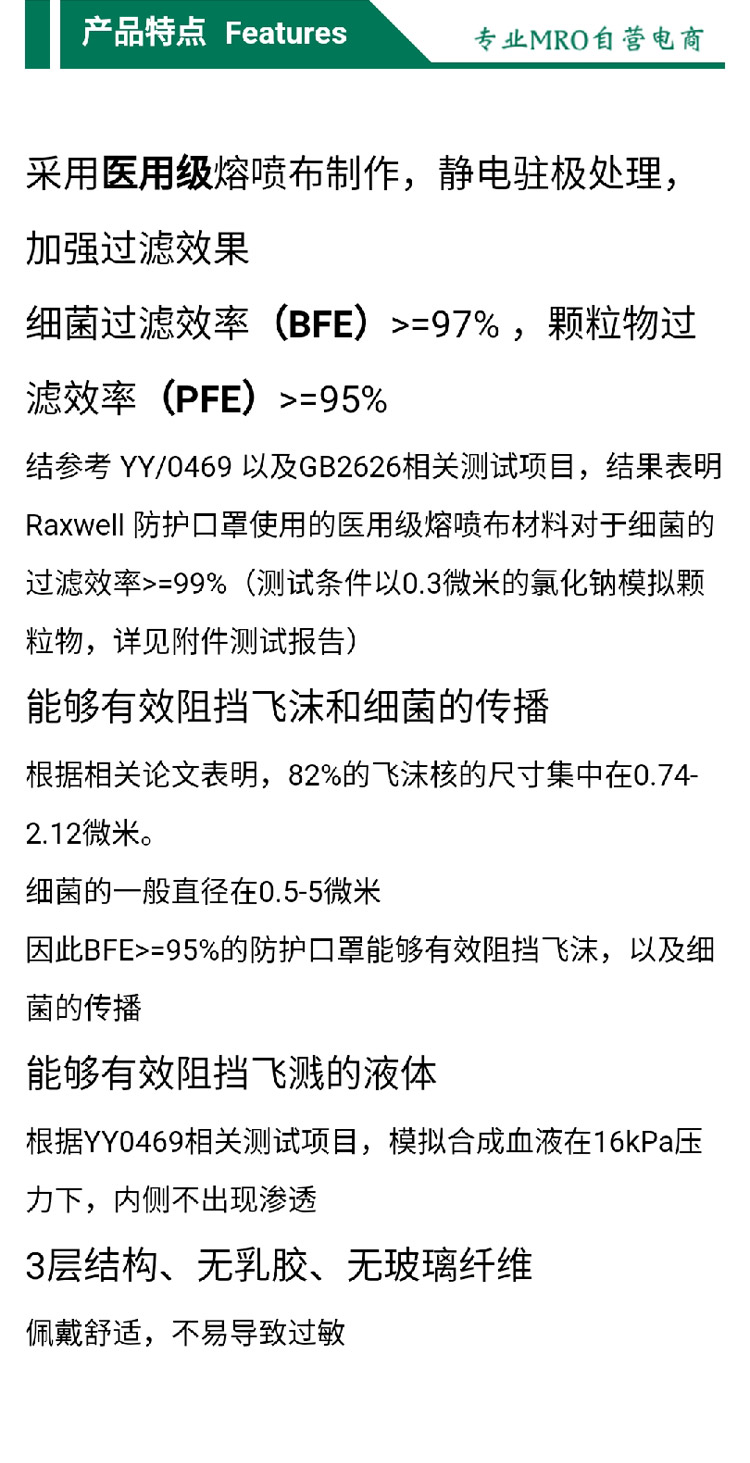 产品特点 Features
专业MRO自营电商
采用医用级熔喷布制作，静电驻极处理，
加强过滤效果
细菌过滤效率（BFE）>=97% ，颗粒物过
滤效率（PFE）>=95%
结参考 YY/0469 以及GB2626相关测试项目，结果表明
Raxwell 防护口罩使用的医用级熔喷布材料对于细菌的
过滤效率>=99%（测试条件以0.3微米的氯化钠模拟颗
粒物，详见附件测试报告）
能够有效阻挡飞沫和细菌的传播
根据相关论文表明，82%的飞沫核的尺寸集中在0.74-
2.12微米。
细菌的一般直径在0.5-5微米
因此BFE>=95%的防护口罩能够有效阻挡飞沫，以及细
菌的传播
能够有效阻挡飞溅的液体
根据YY0469相关测试项目，模拟合成血液在16kPa压
力下，内侧不出现渗透
3层结构、无乳胶、无玻璃纤维
佩戴舒适，不易导致过敏